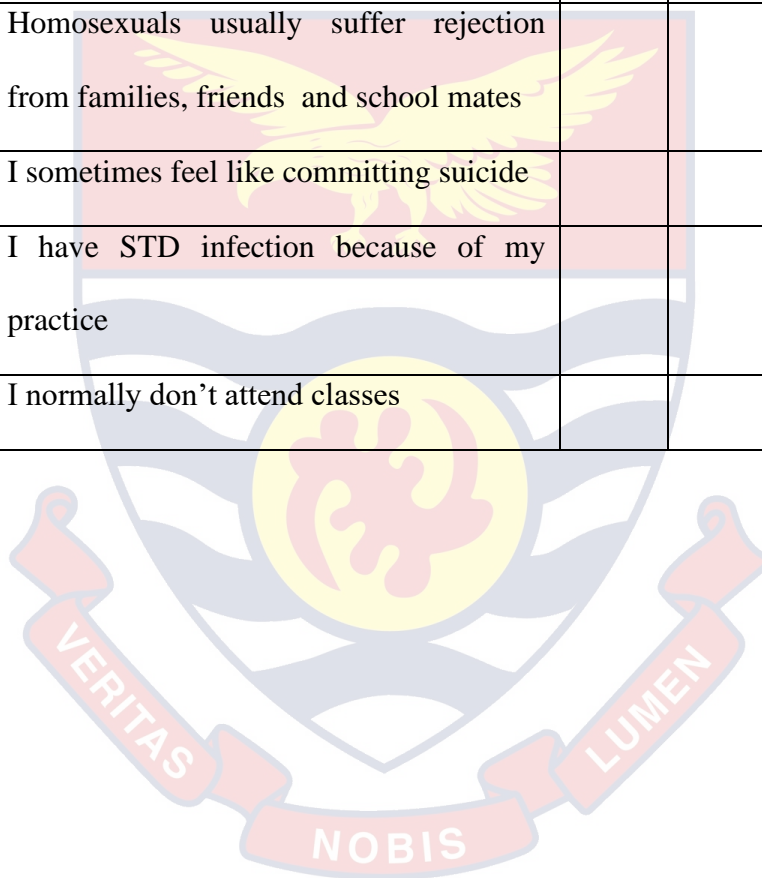 Homosexuals usually suffer rejection
from families, friends and school mates
I sometimes feel like committing suicide
I have STD infection because of my
practice
I normally don’t attend classes
VERITAS
NOBIS
LUMEN